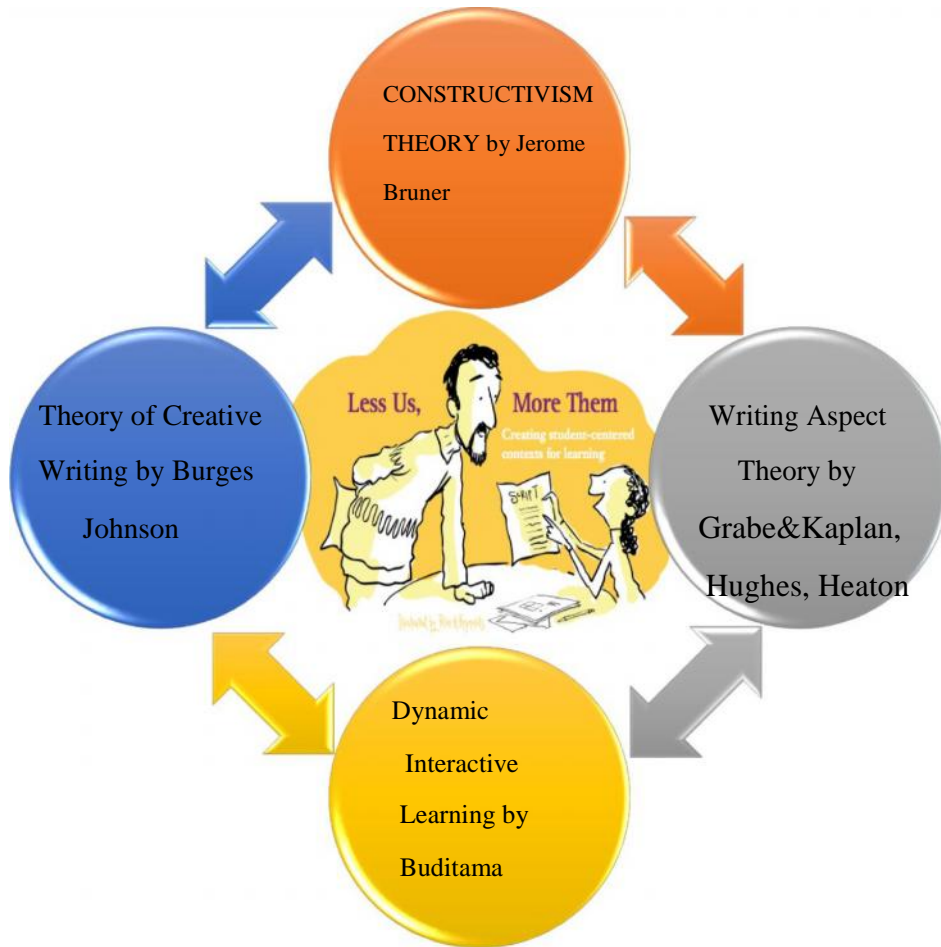 CONSTRUCTIVISM
THEORY by Jerome
Bruner
Theory of Creative
Writing by Burges
Johnson
Less Us, More Them
Creating student-centered
contexts for learning
SCRIPT
Writing Aspect
Theory by
Grabe&Kaplan,
Hughes, Heaton
Dynamic
Interactive
Learning by
Buditama